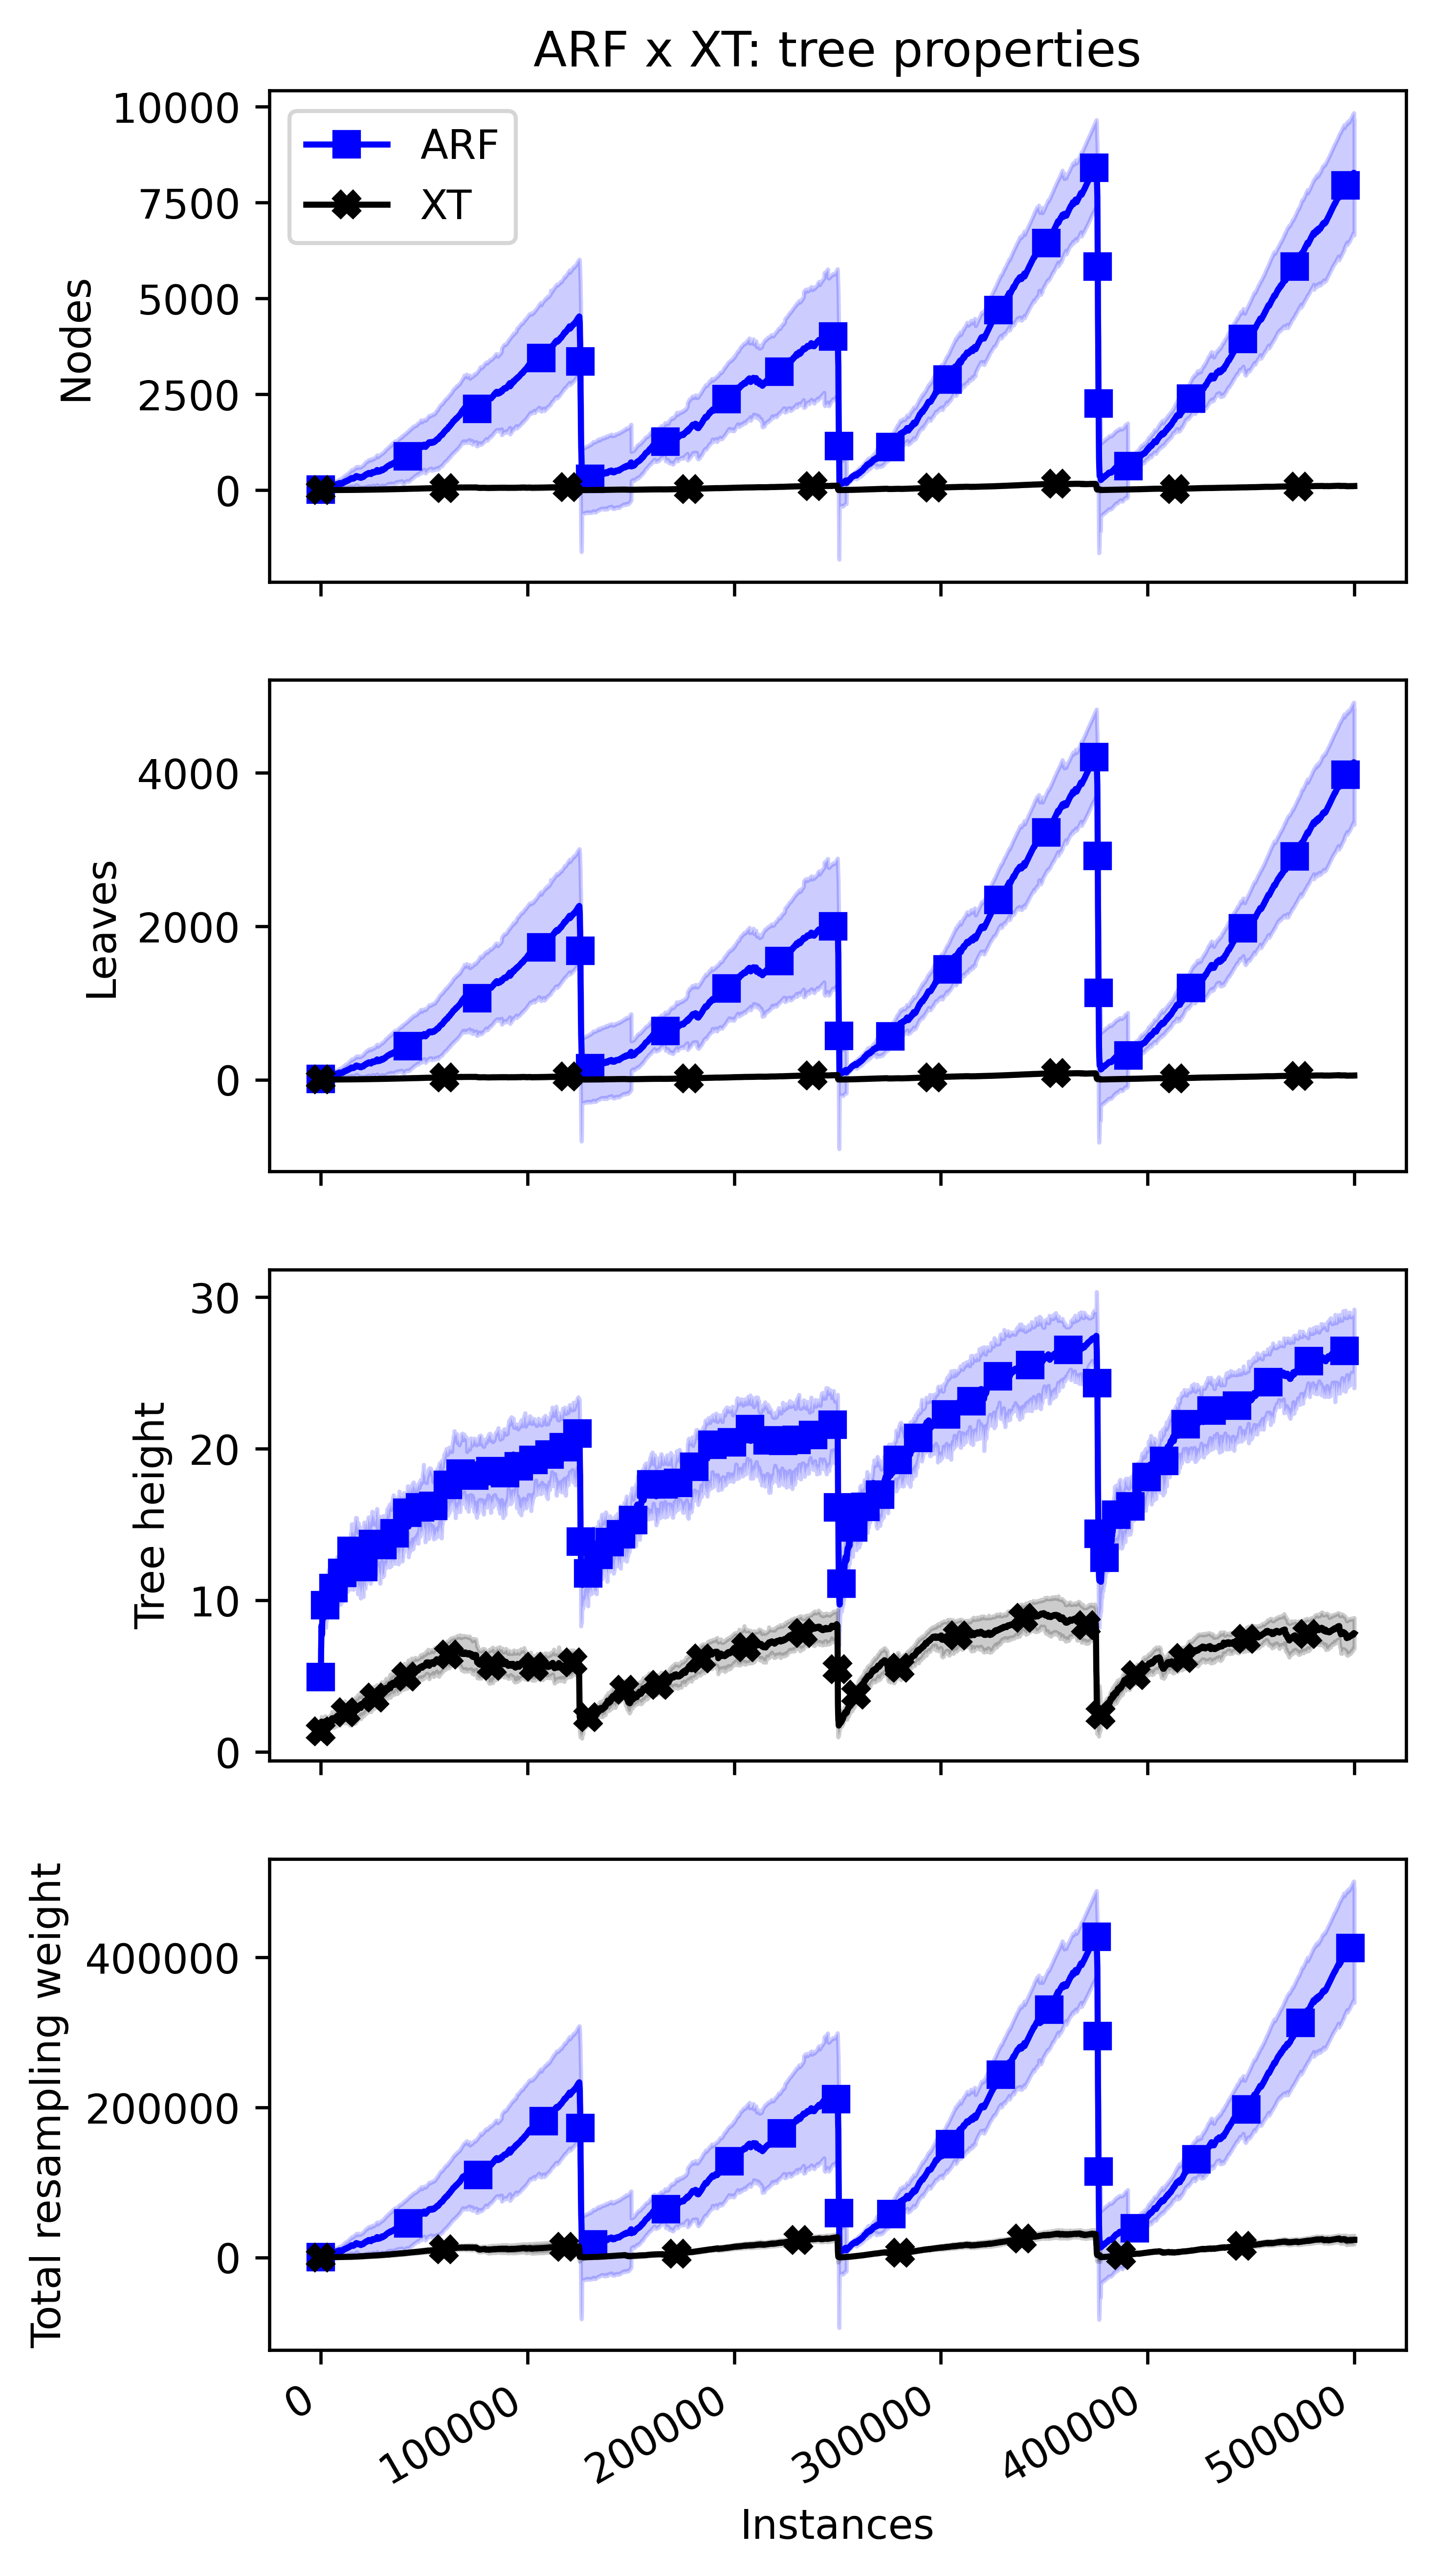 ARF x XT: tree properties
10000
7500
5000
2500
0
Nodes
ARF
XT
4000
2000
0
Leaves
30
20
10
0
Tree height
400000
200000
0
Total resampling weight
0
100000
200000
300000
400000
500000
Instances